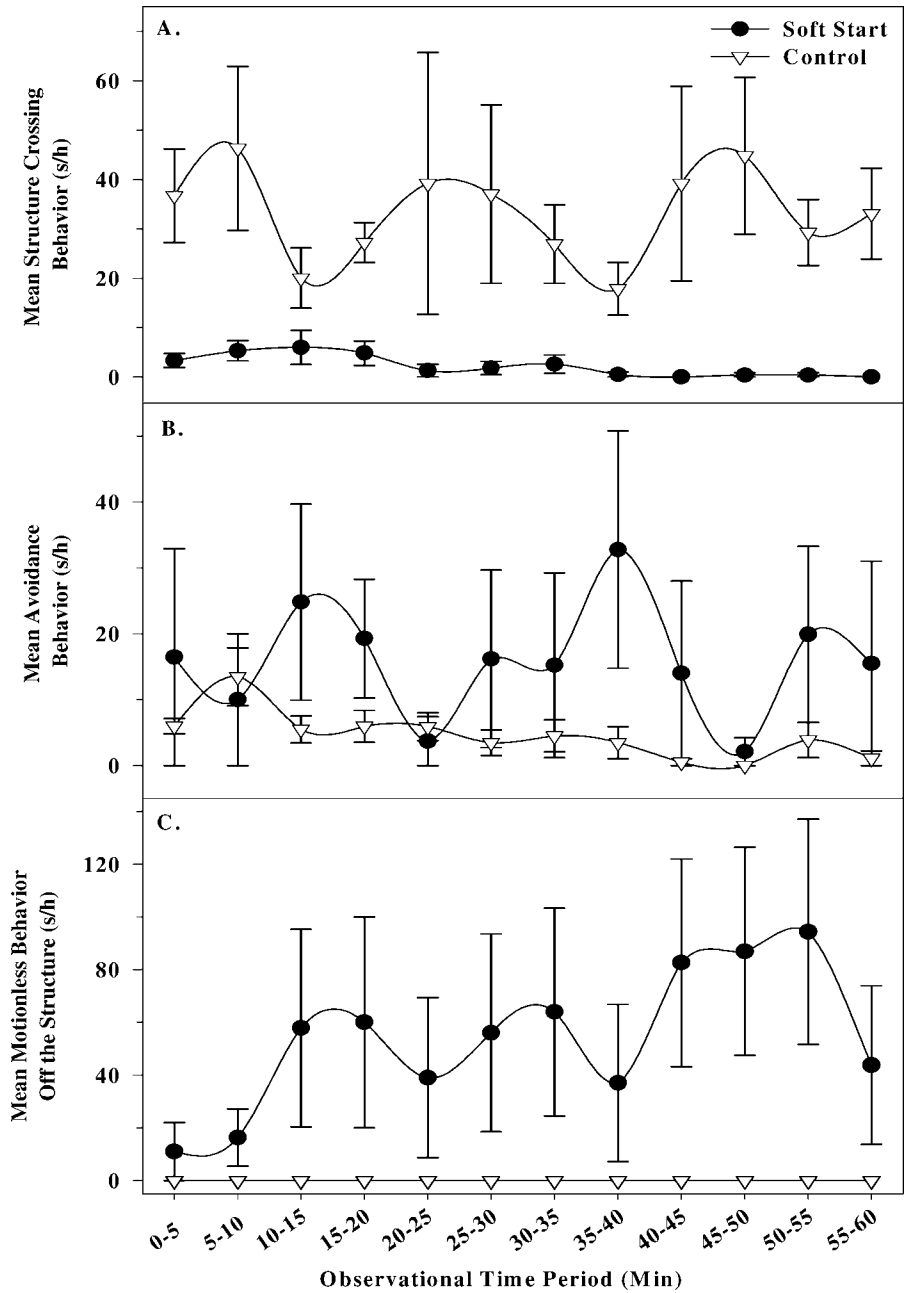 A.
Soft Start
Control
60
40
20
0
Mean Structure Crossing
Behavior (s/h)
B.
40
20
0
Mean Avoidance
Behavior (s/h)
C.
120
80
40
0
Mean Motionless Behavior
Off the Structure (s/h)
0-5 5-10 10-15 15-20 20-25 25-30 30-35 35-40 40-45 45-50 50-55 55-60
Observational Time Period (Min)